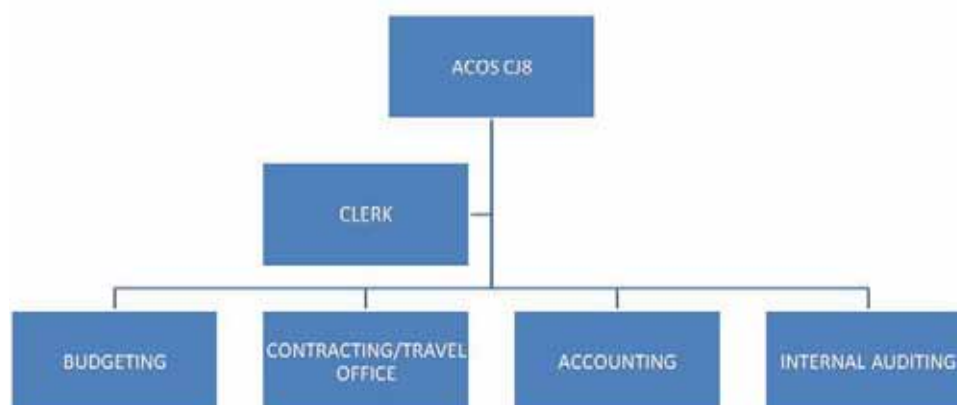 ACOS CJ8
CLERK
BUDGETING
CONTRACTING/TRAVEL
OFFICE
ACCOUNTING
INTERNAL AUDITING